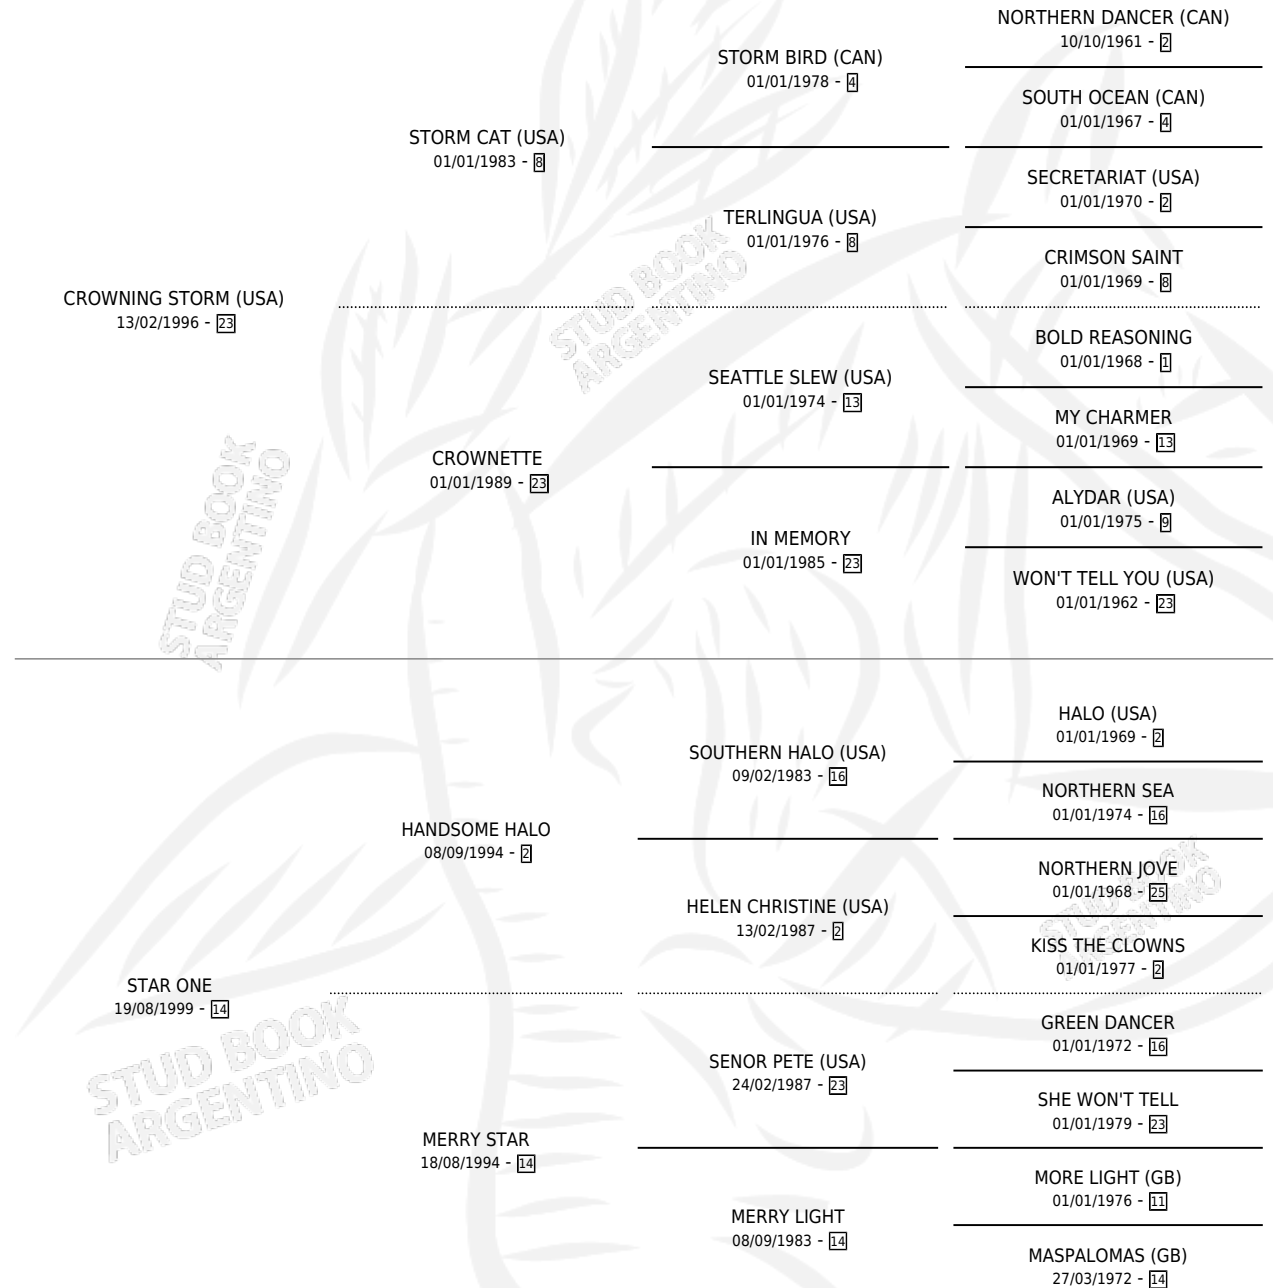 NORTHERN DANCER (CAN)
10/10/1961 - 2
STORM BIRD (CAN)
01/01/1978 - 4
SOUTH OCEAN (CAN)
01/01/1967 - 4
STORM CAT (USA)
01/01/1983 - 8
SECRETARIAT (USA)
01/01/1970 - 2
TERLINGUA (USA)
01/01/1976 - 8
CRIMSON SAINT
01/01/1969 - 8
CROWNING STORM (USA)
13/02/1996 - 23
BOLD REASONING
01/01/1968 - 1
SEATTLE SLEW (USA)
01/01/1974 - 13
MY CHARMER
01/01/1969 - 13
CROWNETTE
01/01/1989 - 23
ALYDAR (USA)
01/01/1975 - 9
IN MEMORY
01/01/1985 - 23
WON'T TELL YOU (USA)
01/01/1962 - 23
HALO (USA)
01/01/1969 - 2
SOUTHERN HALO (USA)
09/02/1983 - 16
NORTHERN SEA
01/01/1974 - 16
HANDSOME HALO
08/09/1994 - 2
NORTHERN JOVE
01/01/1968 - 25
HELEN CHRISTINE (USA)
13/02/1987 - 2
KISS THE CLOWNS
01/01/1977 - 2
STAR ONE
19/08/1999 - 14
GREEN DANCER
01/01/1972 - 16
SENOR PETE (USA)
24/02/1987 - 23
SHE WON'T TELL
01/01/1979 - 23
MERRY STAR
18/08/1994 - 14
MORE LIGHT (GB)
01/01/1976 - 11
MERRY LIGHT
08/09/1983 - 14
MASPALOMAS (GB)
27/03/1972 - 14
STUD BOOK
ARGENTINO
STUD BOOK
ARGENTINO
STUD BOOK
ARGENTINO
STUD BOOK
ARGENTINO